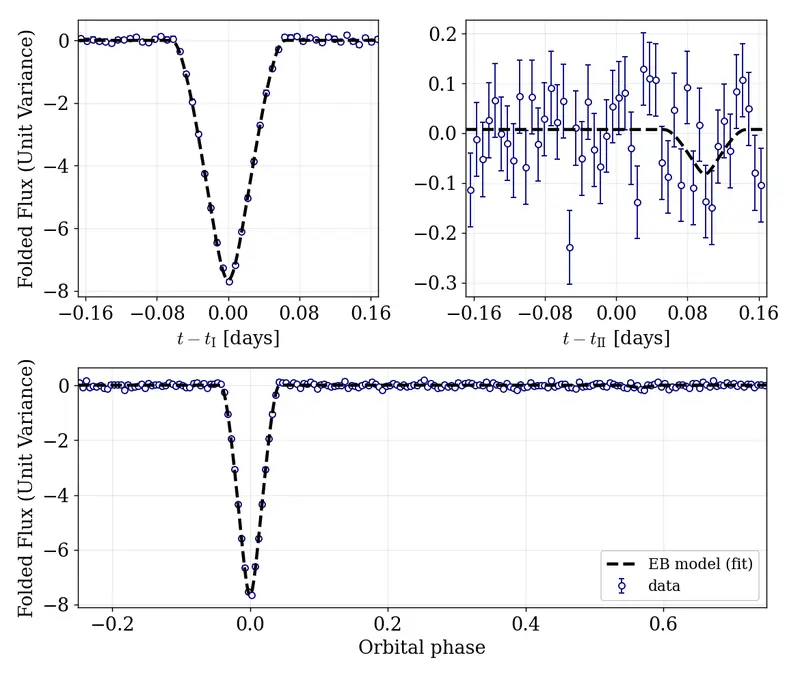 Folded Flux (Unit Variance)
0
−2
−4
−6
−8
−0.16 −0.08 0.00 0.08 0.16
t − tI [days]
0.2
0.1
0.0
−0.1
−0.2
−0.3
−0.16 −0.08 0.00 0.08 0.16
t − tII [days]
Folded Flux (Unit Variance)
0
−2
−4
−6
−8
−0.2 0.0 0.2 0.4 0.6
Orbital phase
EB model (fit)
data